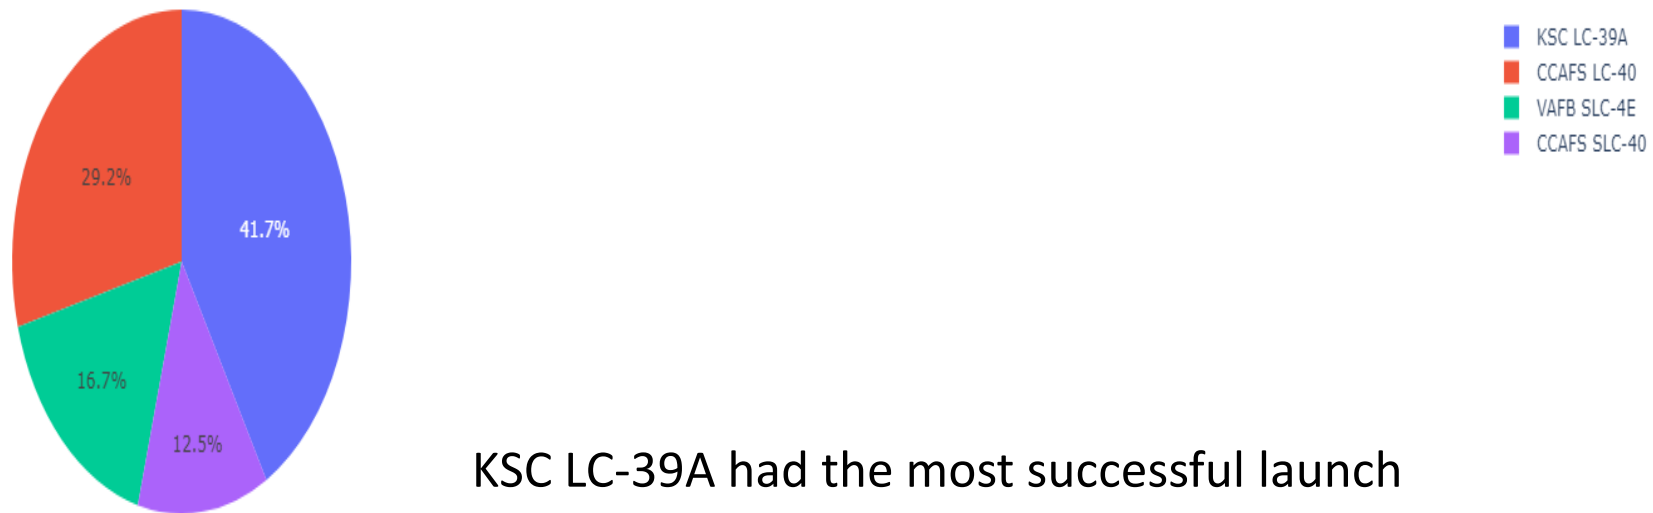 KSC LC-39A
CCAFS LC-40
VAFB SLC-4E
CCAFS SLC-40
29.2%
41.7%
16.7%
12.5%
KSC LC-39A had the most successful launch